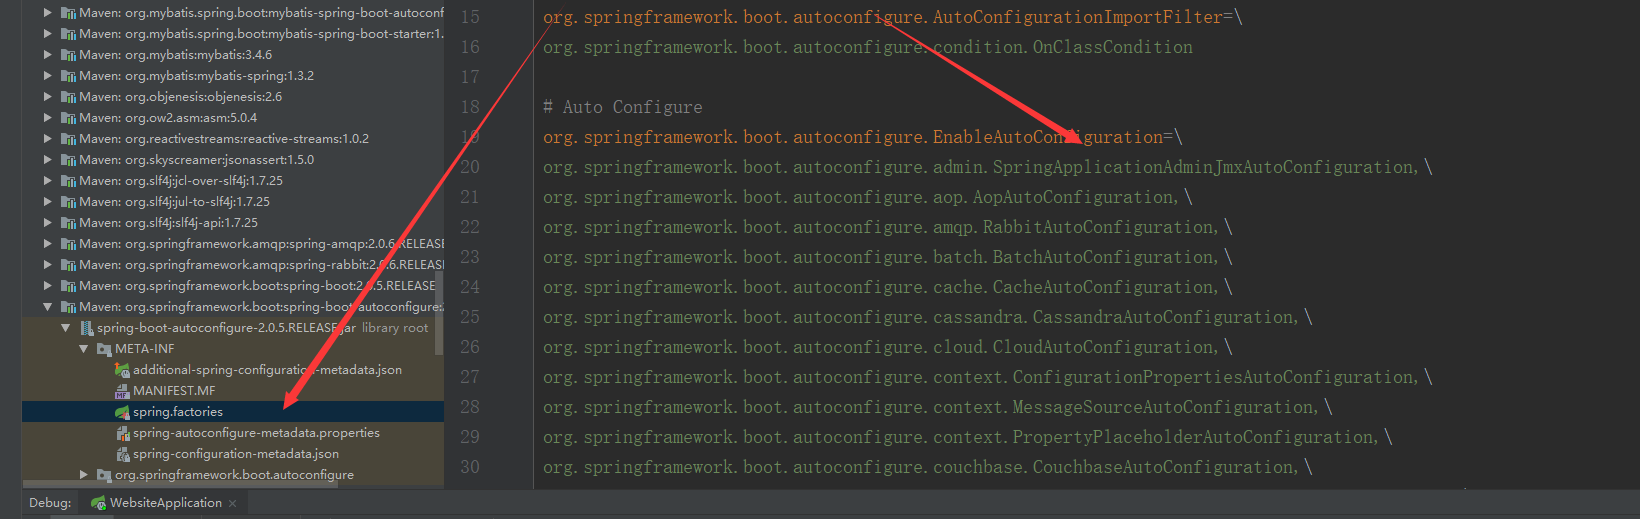 Maven: org.mybatis.spring.boot:mybatis-spring-boot-autoconf
Maven: org.mybatis.spring.boot:mybatis-spring-boot-starter:1.
Maven: org.mybatis:mybatis:3.4.6
Maven: org.mybatis:mybatis-spring:1.3.2
Maven: org.objenesis:objenesis:2.6
Maven: org.ow2.asm:asm:5.0.4
Maven: org.reactivestreams:reactive-streams:1.0.2
Maven: org.skyscreamer:jsonassert:1.5.0
Maven: org.slf4j:jcl-over-slf4j:1.7.25
Maven: org.slf4j:jul-to-slf4j:1.7.25
Maven: org.slf4j:slf4j-api:1.7.25
Maven: org.springframework.amqp:spring-amqp:2.0.6.RELEASE
Maven: org.springframework.amqp:spring-rabbit:2.0.6.RELEASE
Maven: org.springframework.boot:spring-boot:2.0.5.RELEASE
Maven: org.springframework.boot:spring-boot-autoconfigure:2
spring-boot-autoconfigure-2.0.5.RELEASE.jar library root
META-INF
additional-spring-configuration-metadata.json
MANIFEST.MF
spring.factories
spring-autoconfigure-metadata.properties
spring-configuration-metadata.json
org.springframework.boot.autoconfigure
15 org.springframework.boot.autoconfigure.AutoConfigurationImportFilter=\
16 org.springframework.boot.autoconfigure.condition.OnClassCondition
17
18 # Auto Configure
19 org.springframework.boot.autoconfigure.EnableAutoConfiguration=\
20 org.springframework.boot.autoconfigure.admin.SpringApplicationAdminJmxAutoConfiguration,\
21 org.springframework.boot.autoconfigure.aop.AopAutoConfiguration,\
22 org.springframework.boot.autoconfigure.amqp.RabbitAutoConfiguration,\
23 org.springframework.boot.autoconfigure.batch.BatchAutoConfiguration,\
24 org.springframework.boot.autoconfigure.cache.CacheAutoConfiguration,\
25 org.springframework.boot.autoconfigure.cassandra.CassandraAutoConfiguration,\
26 org.springframework.boot.autoconfigure.cloud.CloudAutoConfiguration,\
27 org.springframework.boot.autoconfigure.context.ConfigurationPropertiesAutoConfiguration,\
28 org.springframework.boot.autoconfigure.context.MessageSourceAutoConfiguration,\
29 org.springframework.boot.autoconfigure.context.PropertyPlaceholderAutoConfiguration,\
30 org.springframework.boot.autoconfigure.couchbase.CouchbaseAutoConfiguration,\
Debug: WebsiteApplication